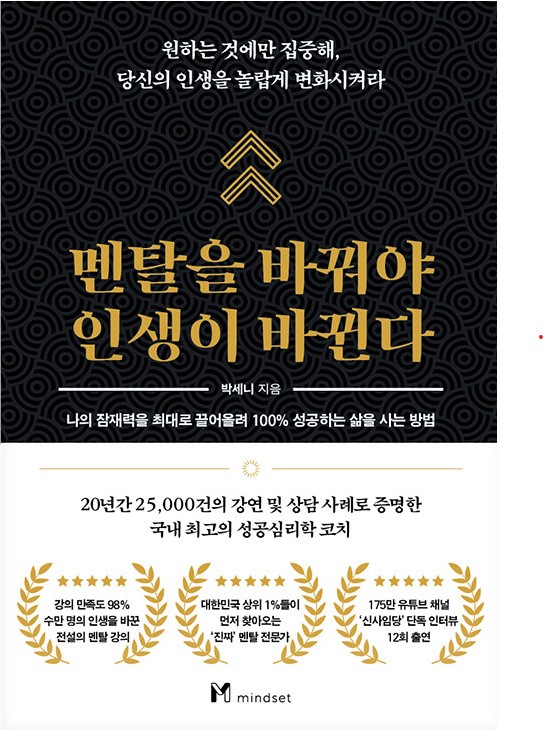 원하는 것에만 집중해,
당신의 인생을 놀랍게 변화시켜라
멘탈을 바꿔야
인생이 바뀐다
박세니 지음
나의 잠재력을 최대로 끌어올려 100% 성공하는 삶을 사는 방법
20년간 25,000건의 강연 및 상담 사례로 증명한
국내 최고의 성공심리학 코치
강의 만족도 98%
수만 명의 인생을 바꾼
전설의 멘탈 강의
대한민국 상위 1%들이
먼저 찾아오는
‘진짜’ 멘탈 전문가
175만 유튜브 채널
‘신사임당’ 단독 인터뷰
12회 출연
mindset